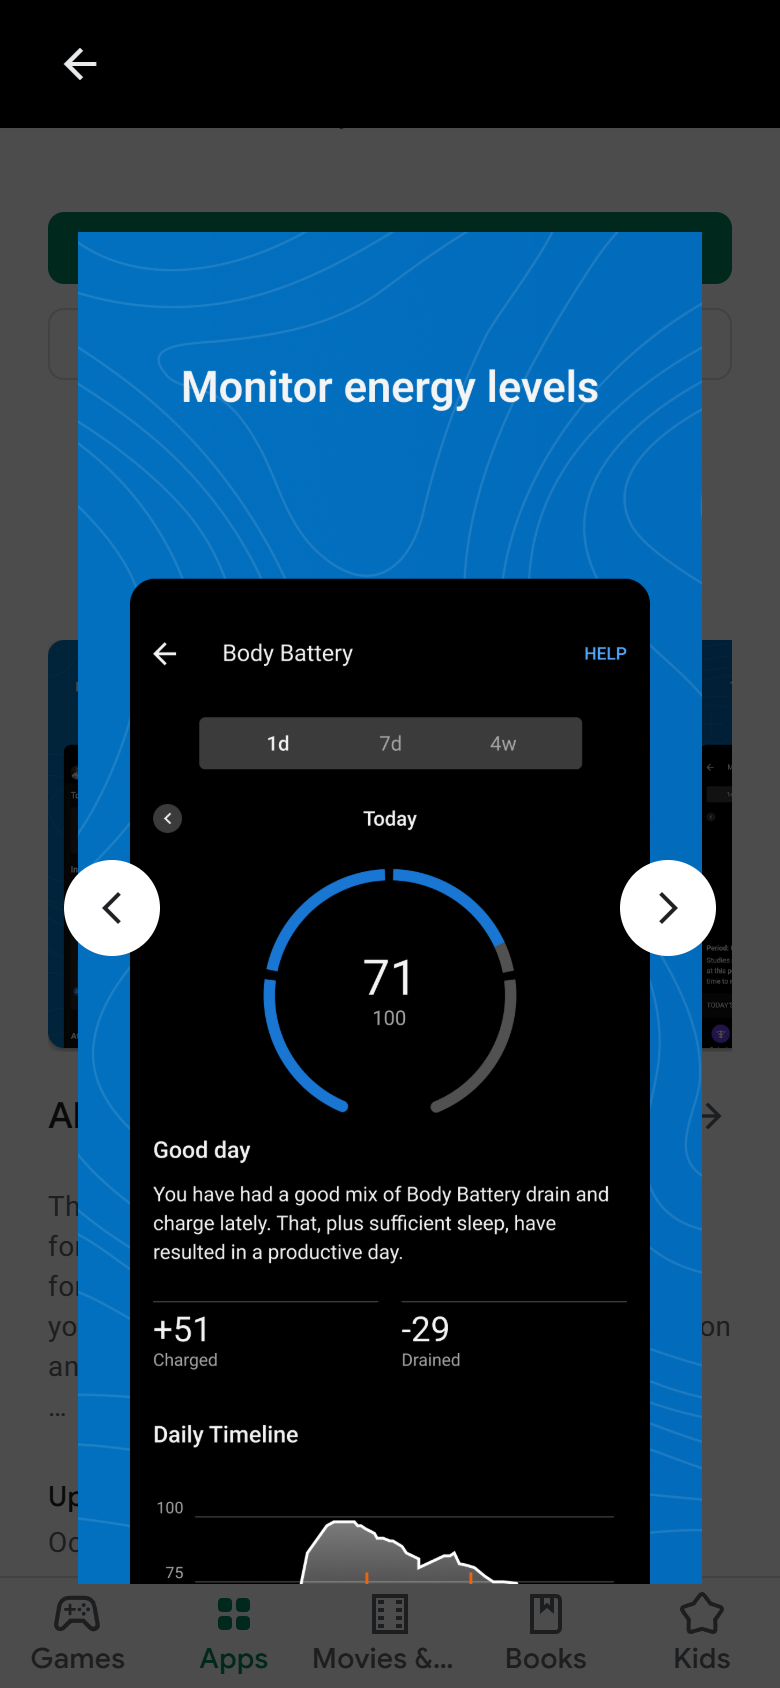 Monitor energy levels
Body Battery
HELP
1d 7d 4w
Today
71
100
Good day
You have had a good mix of Body Battery drain and
charge lately. That, plus sufficient sleep, have
resulted in a productive day.
+51
Charged
-29
Drained
Daily Timeline
100
75
on
...
Games
Apps
Movies &...
Books
Kids